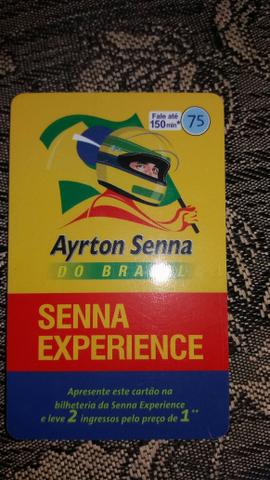 Fale até
150 min*
75
Ayrton Senna
DO BRASIL
SENNA
EXPERIENCE
Apresente este cartão na
bilheteria da Senna Experience
e leve 2 ingressos pelo preço de 1**